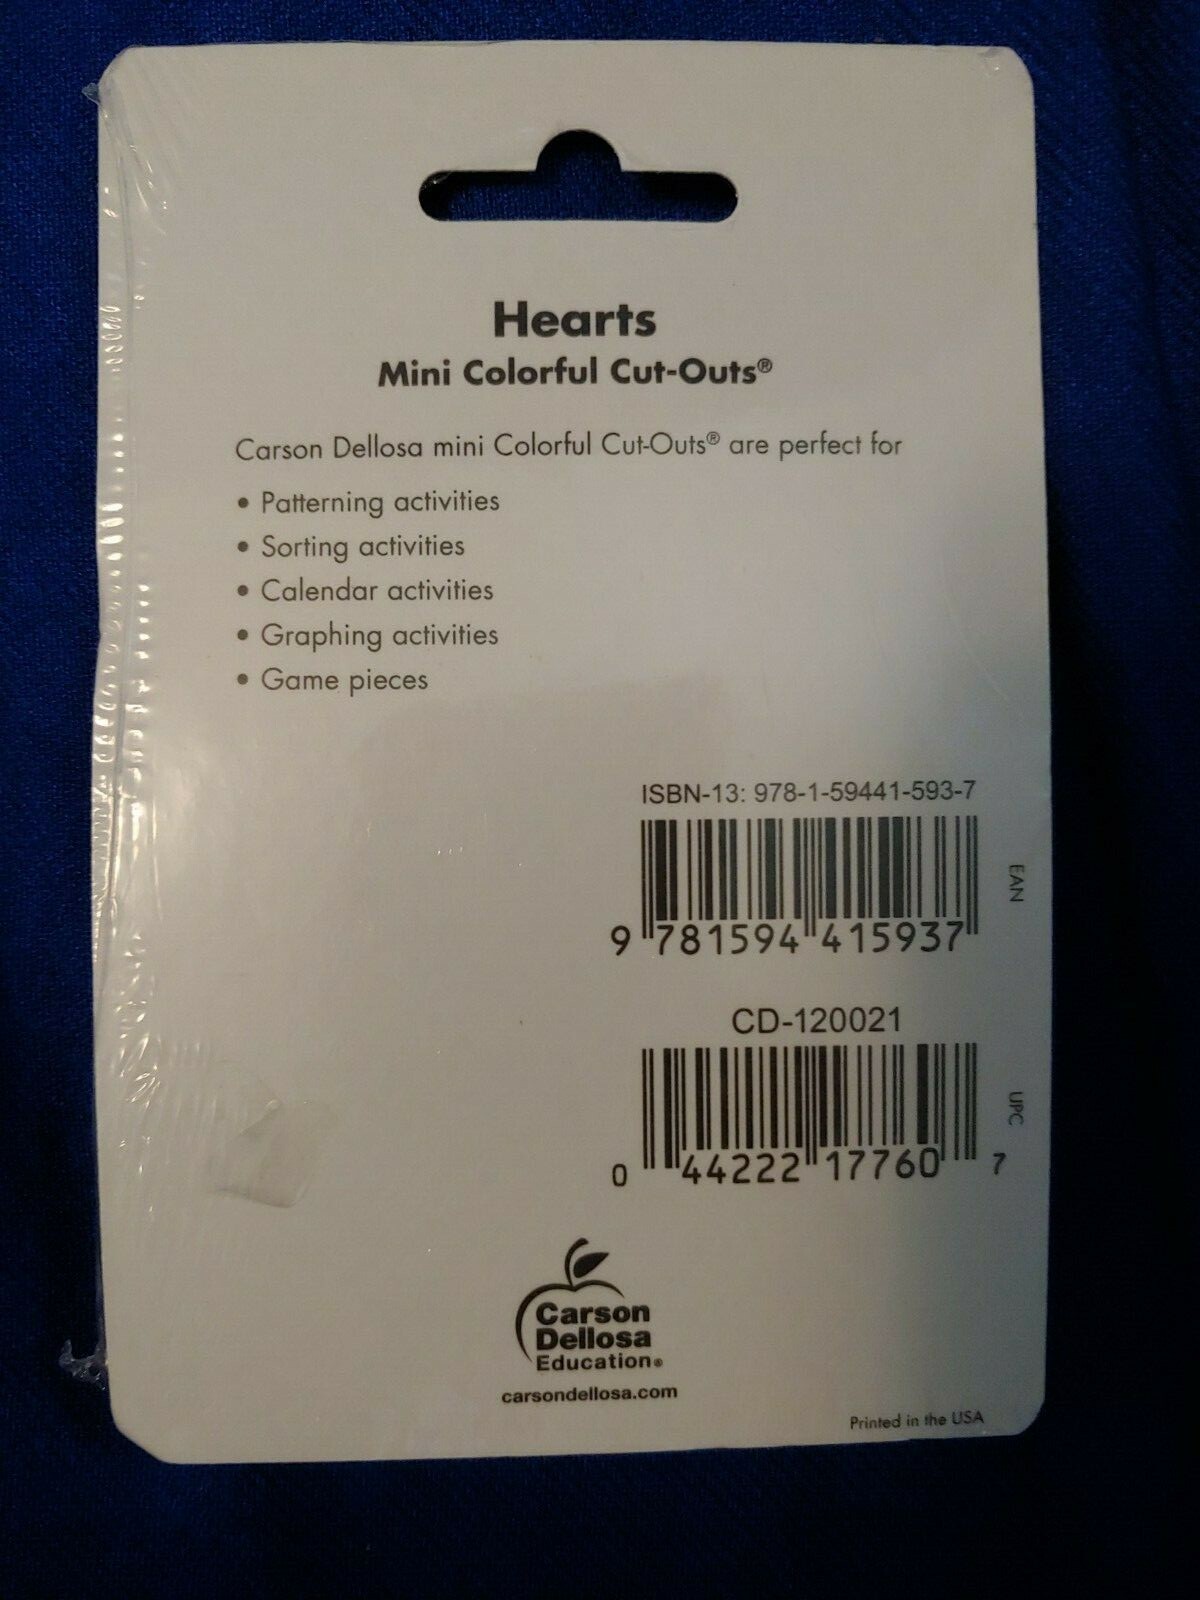 Hearts
Mini Colorful Cut-Outs®
Carson Dellosa mini Colorful Cut-Outs® are perfect for
• Patterning activities
• Sorting activities
• Calendar activities
• Graphing activities
• Game pieces
ISBN-13: 978-1-59441-593-7
EAN
9 781594 415937
CD-120021
UPC
0 44222 17760 7
Carson
Dellosa
Education®
carsondellosa.com
Printed in the USA